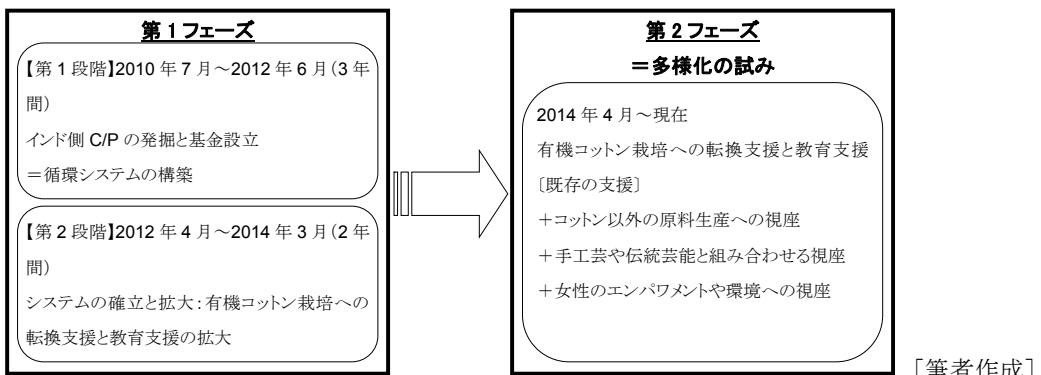 第1フェーズ
【第1段階】2010年7月～2012年6月(3年
間)
インド側C/Pの発掘と基金設立
＝循環システムの構築
【第2段階】2012年4月～2014年3月(2年
間)
システムの確立と拡大:有機コットン栽培への
転換支援と教育支援の拡大
第2フェーズ
＝多様化の試み
2014年4月～現在
有機コットン栽培への転換支援と教育支援
〔既存の支援〕
＋コットン以外の原料生産への視座
＋手工芸や伝統芸能と組み合わせる視座
＋女性のエンパワメントや環境への視座
［筆者作成］